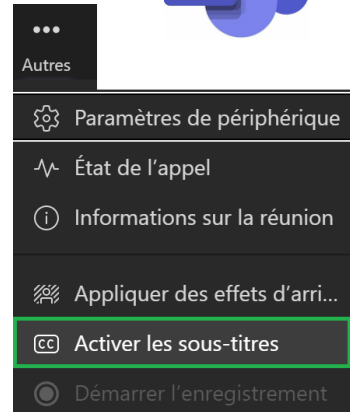 Autres
Paramètres de périphérique
État de l'appel
Informations sur la réunion
Appliquer des effets d'arri...
CC Activer les sous-titres
Démarrer l'enregistrement